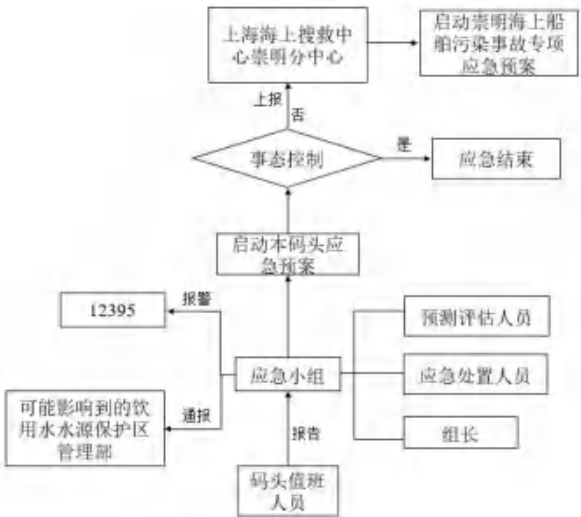 上海海上搜救中
心崇明分中心
启动崇明海上船
舶污染事故专项
应急预案
上报
否
事态控制
是
应急结束
启动本码头应
急预案
12395
报警
预测评估人员
应急小组
应急处置人员
可能影响到的饮
用水水源保护区
管理部
通报
报告
组长
码头值班
人员